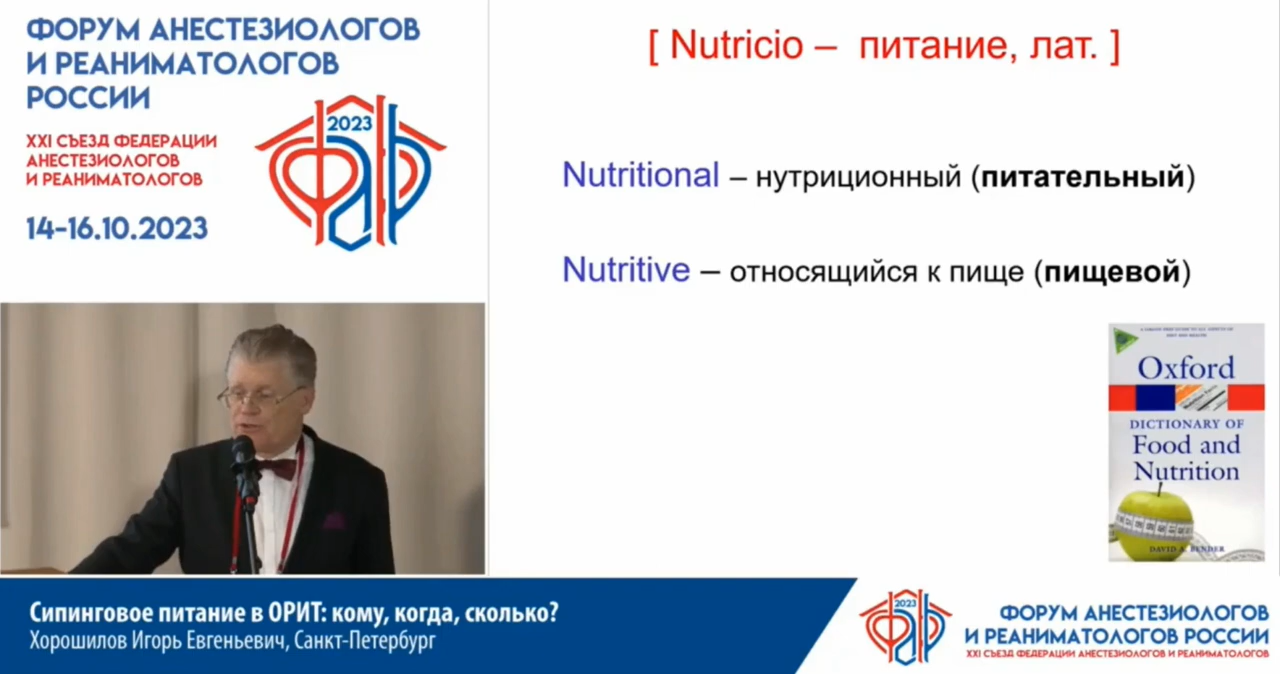 ФОРУМ АНЕСТЕЗИОЛОГОВ
И РЕАНИМАТОЛОГОВ
РОССИИ
XXI СЪЕЗД ФЕДЕРАЦИИ
АНЕСТЕЗИОЛОГОВ
И РЕАНИМАТОЛОГОВ
14-16.10.2023
2023
[ Nutricio – питание, лат. ]
Nutritional – нутриционный (питательный)
Nutritive – относящийся к пище (пищевой)
Oxford
DICTIONARY OF
Food and
Nutrition
DAVID A. BENDER
Сипинговое питание в ОРИТ: кому, когда, сколько?
Хорошилов Игорь Евгеньевич, Санкт-Петербург
2023
ФОРУМ АНЕСТЕЗИОЛОГОВ
И РЕАНИМАТОЛОГОВ РОССИИ
XXI СЪЕЗД ФЕДЕРАЦИИ АНЕСТЕЗИОЛОГОВ И РЕАНИМАТОЛОГОВ